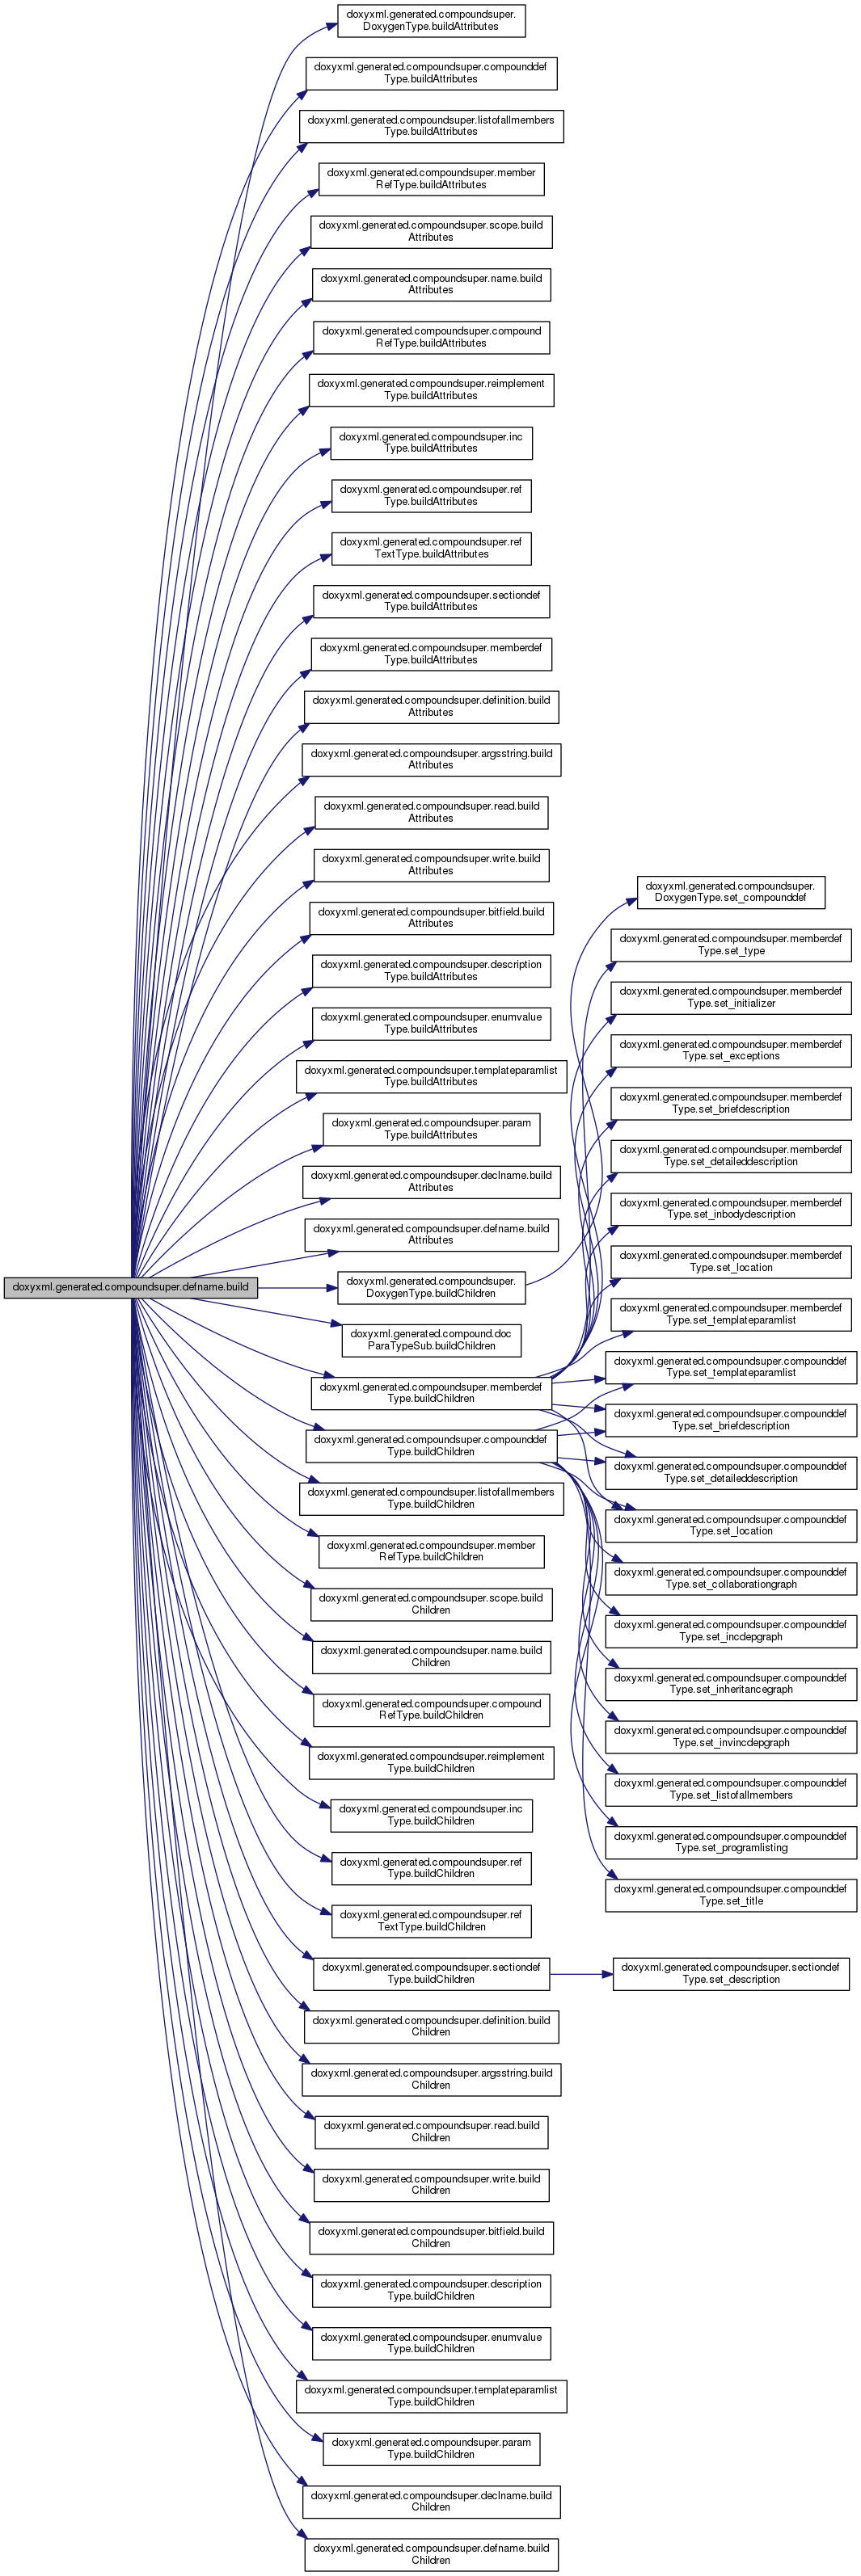 doxyxml.generated.compoundsuper.
DoxygenType.buildAttributes
doxyxml.generated.compoundsuper.compounddef
Type.buildAttributes
doxyxml.generated.compoundsuper.listofallmembers
Type.buildAttributes
doxyxml.generated.compoundsuper.member
RefType.buildAttributes
doxyxml.generated.compoundsuper.scope.build
Attributes
doxyxml.generated.compoundsuper.name.build
Attributes
doxyxml.generated.compoundsuper.compound
RefType.buildAttributes
doxyxml.generated.compoundsuper.reimplement
Type.buildAttributes
doxyxml.generated.compoundsuper.inc
Type.buildAttributes
doxyxml.generated.compoundsuper.ref
Type.buildAttributes
doxyxml.generated.compoundsuper.ref
TextType.buildAttributes
doxyxml.generated.compoundsuper.sectiondef
Type.buildAttributes
doxyxml.generated.compoundsuper.memberdef
Type.buildAttributes
doxyxml.generated.compoundsuper.definition.build
Attributes
doxyxml.generated.compoundsuper.argsstring.build
Attributes
doxyxml.generated.compoundsuper.read.build
Attributes
doxyxml.generated.compoundsuper.write.build
Attributes
doxyxml.generated.compoundsuper.bitfield.build
Attributes
doxyxml.generated.compoundsuper.description
Type.buildAttributes
doxyxml.generated.compoundsuper.enumvalue
Type.buildAttributes
doxyxml.generated.compoundsuper.templateparamlist
Type.buildAttributes
doxyxml.generated.compoundsuper.param
Type.buildAttributes
doxyxml.generated.compoundsuper.declname.build
Attributes
doxyxml.generated.compoundsuper.defname.build
Attributes
doxyxml.generated.compoundsuper.defname.build
doxyxml.generated.compoundsuper.
DoxygenType.buildChildren
doxyxml.generated.compound.doc
ParaTypeSub.buildChildren
doxyxml.generated.compoundsuper.memberdef
Type.buildChildren
doxyxml.generated.compoundsuper.compounddef
Type.buildChildren
doxyxml.generated.compoundsuper.listofallmembers
Type.buildChildren
doxyxml.generated.compoundsuper.member
RefType.buildChildren
doxyxml.generated.compoundsuper.scope.build
Children
doxyxml.generated.compoundsuper.name.build
Children
doxyxml.generated.compoundsuper.compound
RefType.buildChildren
doxyxml.generated.compoundsuper.reimplement
Type.buildChildren
doxyxml.generated.compoundsuper.inc
Type.buildChildren
doxyxml.generated.compoundsuper.ref
Type.buildChildren
doxyxml.generated.compoundsuper.ref
TextType.buildChildren
doxyxml.generated.compoundsuper.sectiondef
Type.buildChildren
doxyxml.generated.compoundsuper.definition.build
Children
doxyxml.generated.compoundsuper.argsstring.build
Children
doxyxml.generated.compoundsuper.read.build
Children
doxyxml.generated.compoundsuper.write.build
Children
doxyxml.generated.compoundsuper.bitfield.build
Children
doxyxml.generated.compoundsuper.description
Type.buildChildren
doxyxml.generated.compoundsuper.enumvalue
Type.buildChildren
doxyxml.generated.compoundsuper.templateparamlist
Type.buildChildren
doxyxml.generated.compoundsuper.param
Type.buildChildren
doxyxml.generated.compoundsuper.declname.build
Children
doxyxml.generated.compoundsuper.defname.build
Children
doxyxml.generated.compoundsuper.
DoxygenType.set_compounddef
doxyxml.generated.compoundsuper.memberdef
Type.set_type
doxyxml.generated.compoundsuper.memberdef
Type.set_initializer
doxyxml.generated.compoundsuper.memberdef
Type.set_exceptions
doxyxml.generated.compoundsuper.memberdef
Type.set_briefdescription
doxyxml.generated.compoundsuper.memberdef
Type.set_detaileddescription
doxyxml.generated.compoundsuper.memberdef
Type.set_inbodydescription
doxyxml.generated.compoundsuper.memberdef
Type.set_location
doxyxml.generated.compoundsuper.memberdef
Type.set_templateparamlist
doxyxml.generated.compoundsuper.compounddef
Type.set_templateparamlist
doxyxml.generated.compoundsuper.compounddef
Type.set_briefdescription
doxyxml.generated.compoundsuper.compounddef
Type.set_detaileddescription
doxyxml.generated.compoundsuper.compounddef
Type.set_location
doxyxml.generated.compoundsuper.compounddef
Type.set_collaborationgraph
doxyxml.generated.compoundsuper.compounddef
Type.set_incdepgraph
doxyxml.generated.compoundsuper.compounddef
Type.set_inheritancegraph
doxyxml.generated.compoundsuper.compounddef
Type.set_invincdepgraph
doxyxml.generated.compoundsuper.compounddef
Type.set_listofallmembers
doxyxml.generated.compoundsuper.compounddef
Type.set_programlisting
doxyxml.generated.compoundsuper.compounddef
Type.set_title
doxyxml.generated.compoundsuper.sectiondef
Type.set_description